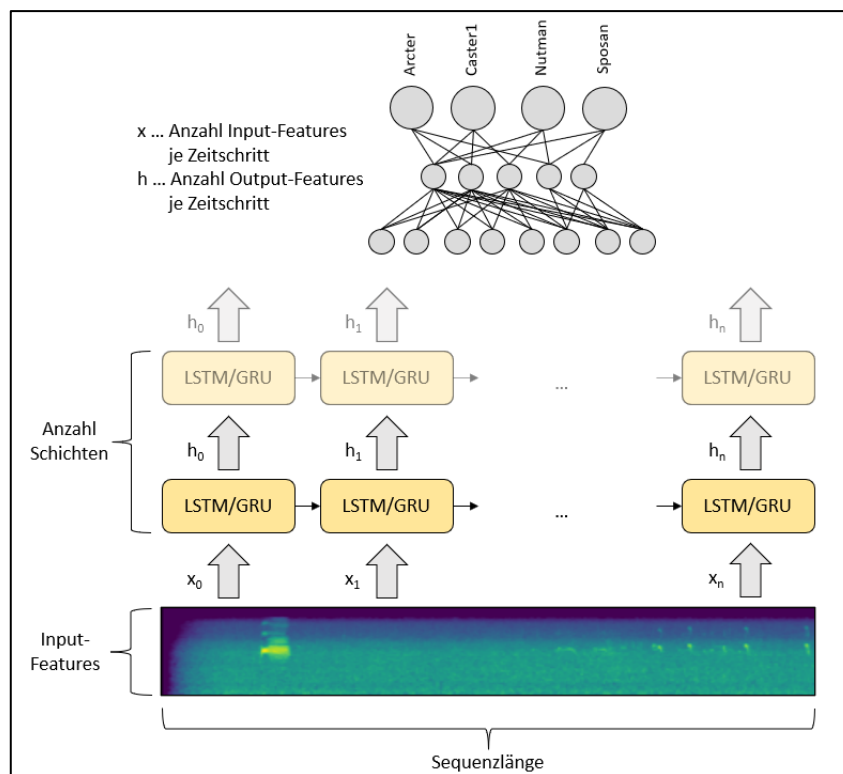 Arcter
Caster1
Nutman
Sposan
x ... Anzahl Input-Features
je Zeitschritt
h ... Anzahl Output-Features
je Zeitschritt
h₀ h₁ hₙ
LSTM/GRU LSTM/GRU ... LSTM/GRU
Anzahl
Schichten
h₀ h₁ hₙ
LSTM/GRU LSTM/GRU ... LSTM/GRU
x₀ x₁ xₙ
Input-
Features
Sequenzlänge